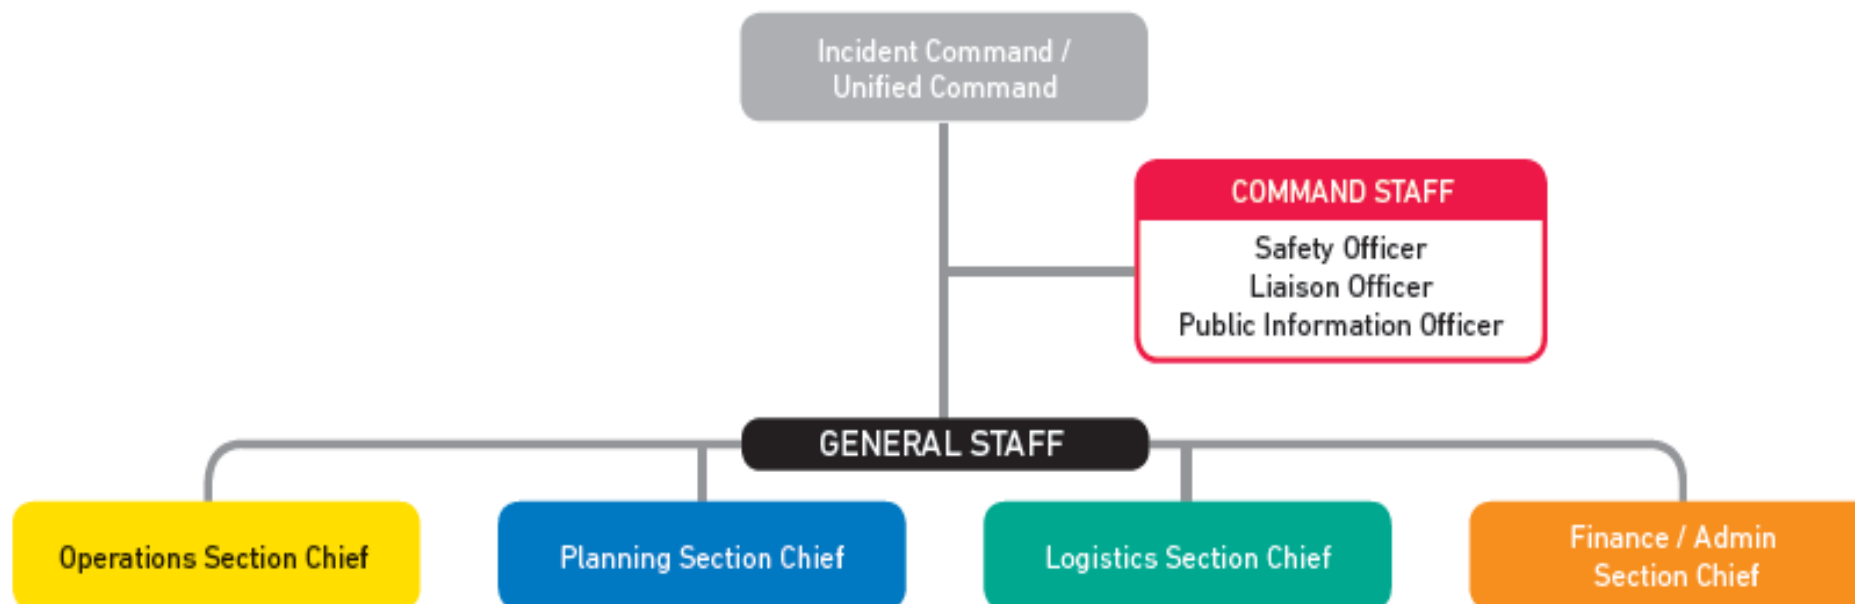 Incident Command /
Unified Command
COMMAND STAFF
Safety Officer
Liaison Officer
Public Information Officer
GENERAL STAFF
Operations Section Chief
Planning Section Chief
Logistics Section Chief
Finance / Admin
Section Chief